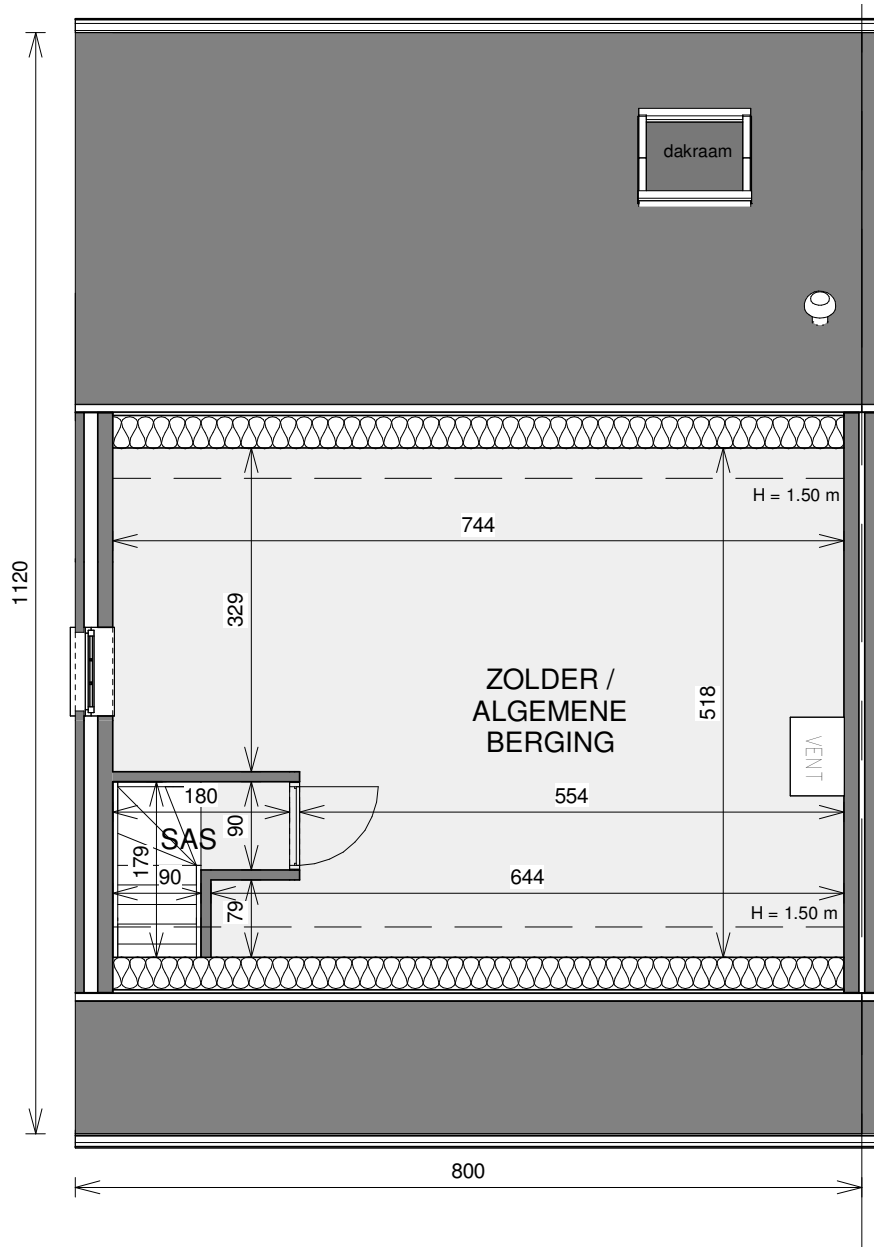 dakraam
H = 1.50 m
744
1120
329
ZOLDER /
ALGEMENE
BERGING
518
VENT
180
554
SAS
90
179
90
644
79
H = 1.50 m
800